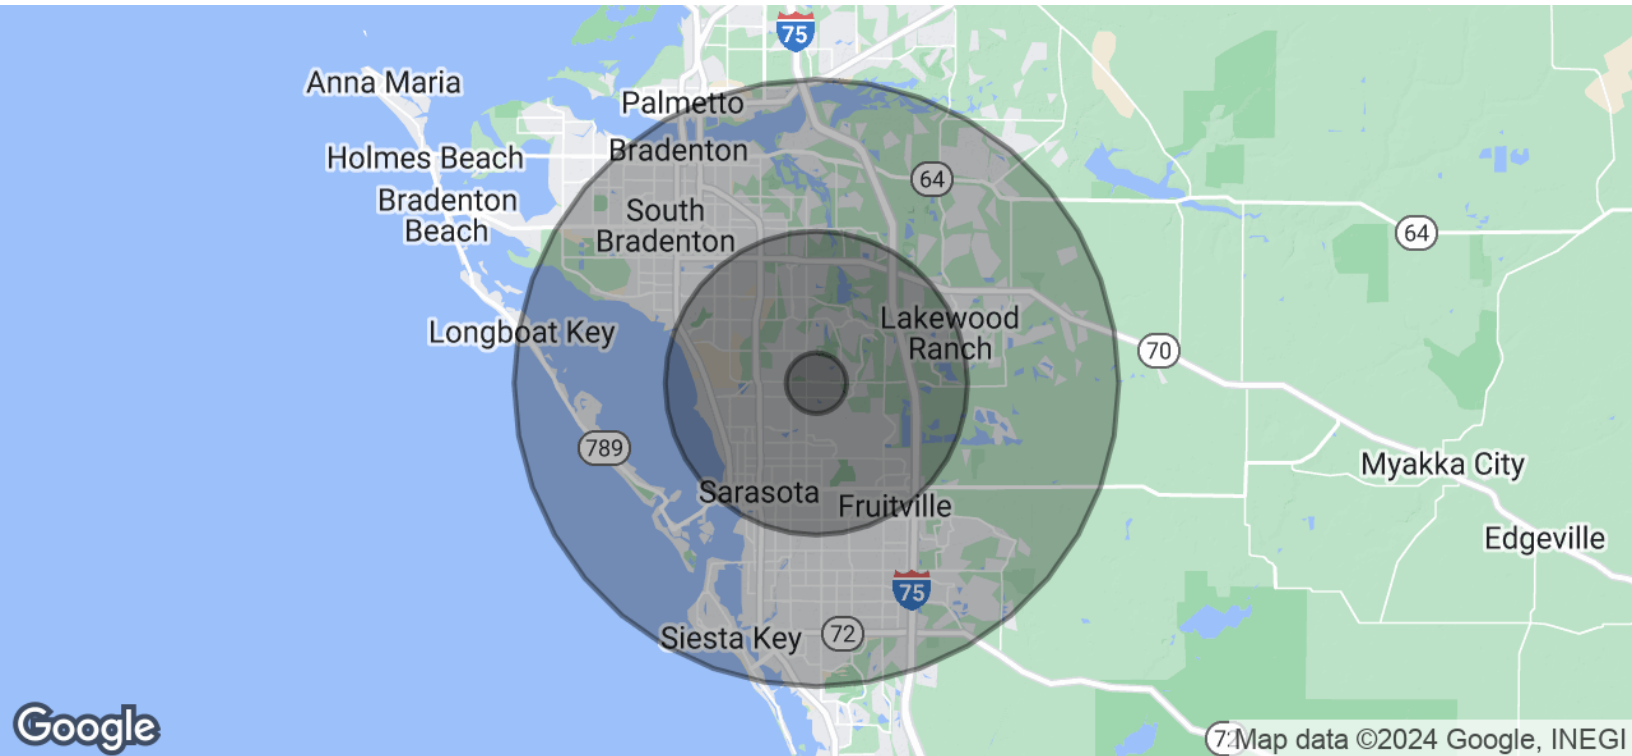 75
Anna Maria
Palmetto
Bradenton
Holmes Beach
64
Bradenton
Beach
South
Bradenton
64
Lakewood
Ranch
Longboat Key
70
789
Myakka City
Sarasota
Fruitville
Edgeville
75
Siesta Key
72
Google
72
Map data ©2024 Google, INEGI